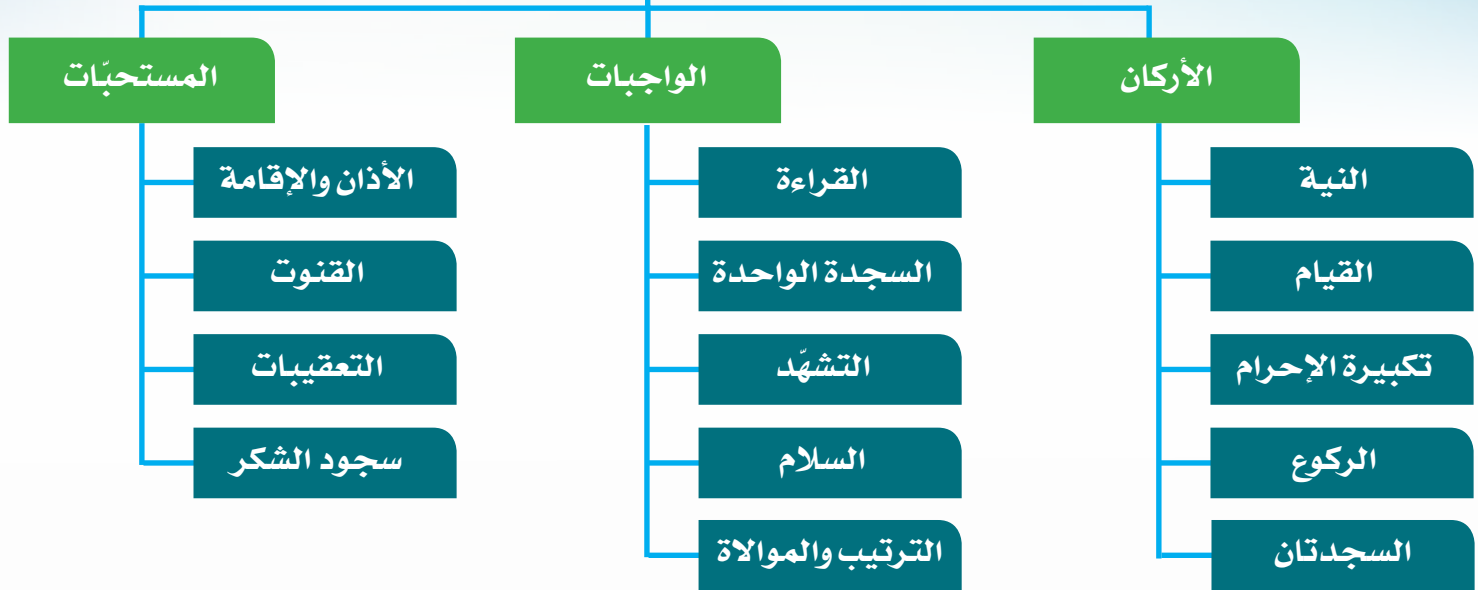 الأركان
النية
القيام
تكبيرة الإحرام
الركوع
السجدتان
الواجبات
القراءة
السجدة الواحدة
التشهّد
السلام
الترتيب والموالاة
المستحبّات
الأذان والإقامة
القنوت
التعقيبات
سجود الشكر